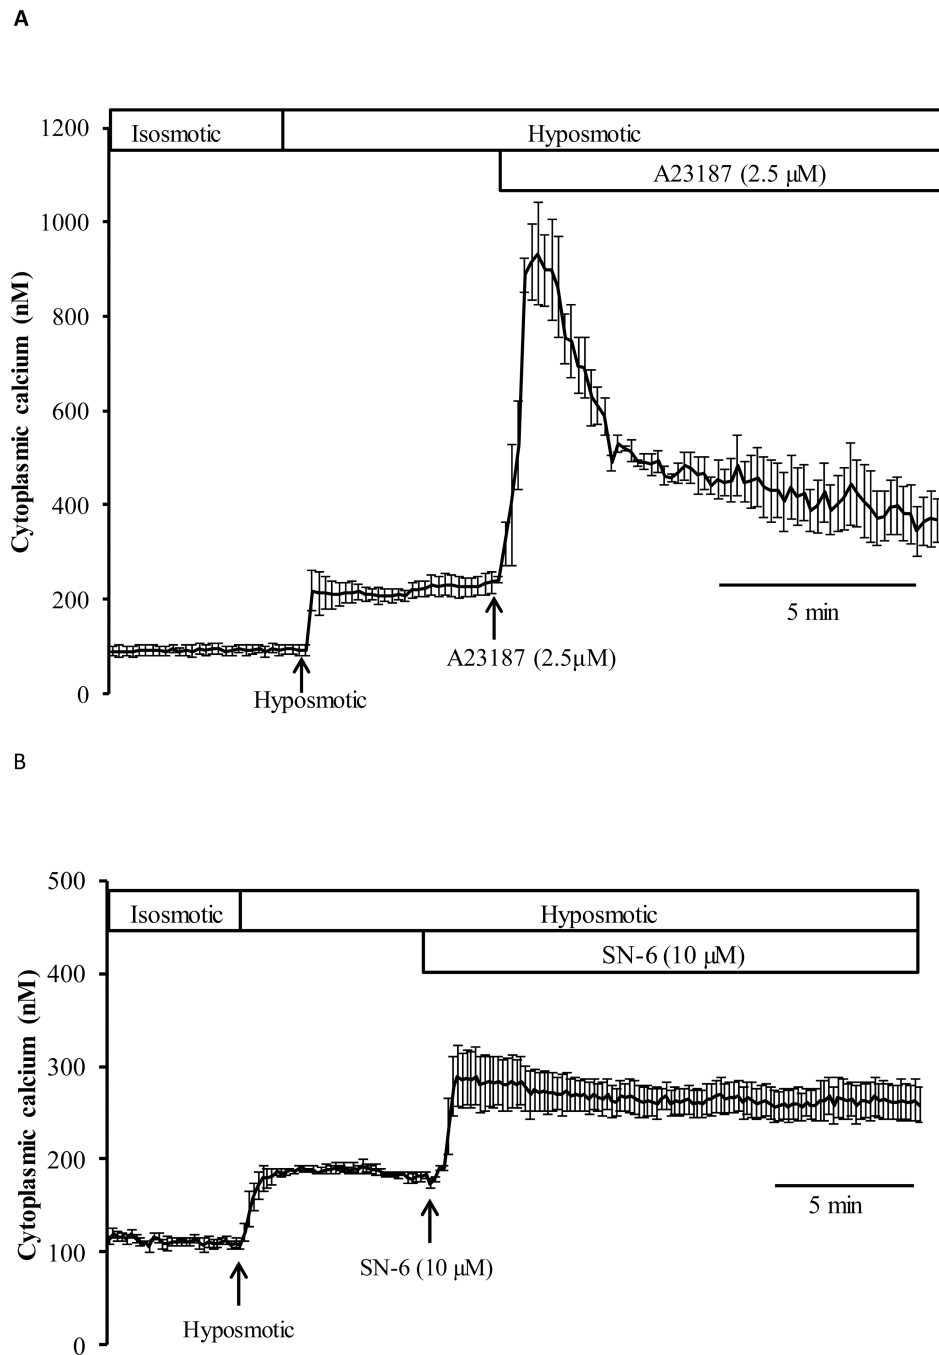 A
1200
Isosmotic
Hyposmotic
A23187 (2.5 μM)
1000
800
600
400
200
0
Cytoplasmic calcium (nM)
5 min
A23187 (2.5μM)
Hyposmotic
B
500
Isosmotic
Hyposmotic
SN-6 (10 μM)
400
300
200
100
0
Cytoplasmic calcium (nM)
5 min
SN-6 (10 μM)
Hyposmotic